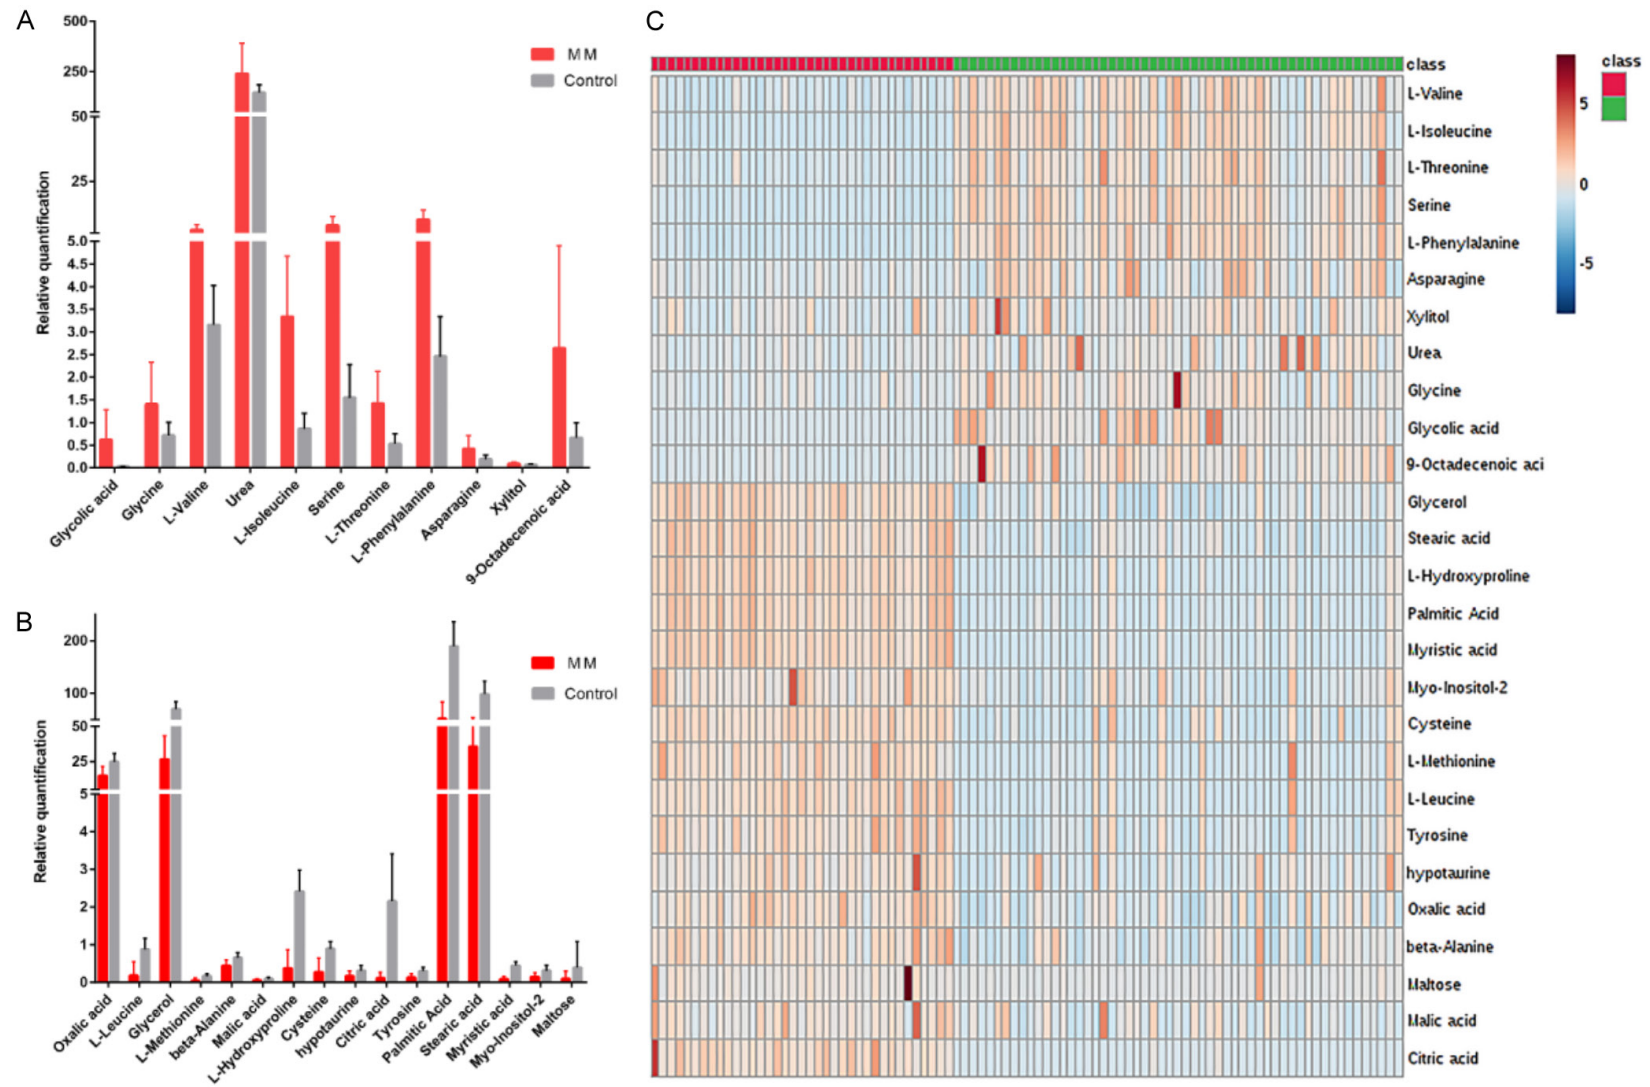 A
500
250
50
25
5.0
4.5
4.0
3.5
3.0
2.5
2.0
1.5
1.0
0.5
0.0
Relative quantification
MM
Control
Glycolic acid
Glycine
L-Valine
Urea
L-Isoleucine
Serine
L-Threonine
L-Phenylalanine
Asparagine
Xylitol
9-Octadecenoic acid
B
200
100
50
25
5
4
3
2
1
0
Relative quantification
MM
Control
Oxalic acid
L-Leucine
Glycerol
L-Methionine
beta-Alanine
Malic acid
L-Hydroxyproline
Cysteine
hypotaurine
Citric acid
Tyrosine
Palmitic Acid
Stearic acid
Myristic acid
Myo-Inositol-2
Maltose
C
class
L-Valine
L-Isoleucine
L-Threonine
Serine
L-Phenylalanine
Asparagine
Xylitol
Urea
Glycine
Glycolic acid
9-Octadecenoic aci
Glycerol
Stearic acid
L-Hydroxyproline
Palmitic Acid
Myristic acid
Myo-Inositol-2
Cysteine
L-Methionine
L-Leucine
Tyrosine
hypotaurine
Oxalic acid
beta-Alanine
Maltose
Malic acid
Citric acid
5
0
-5
class